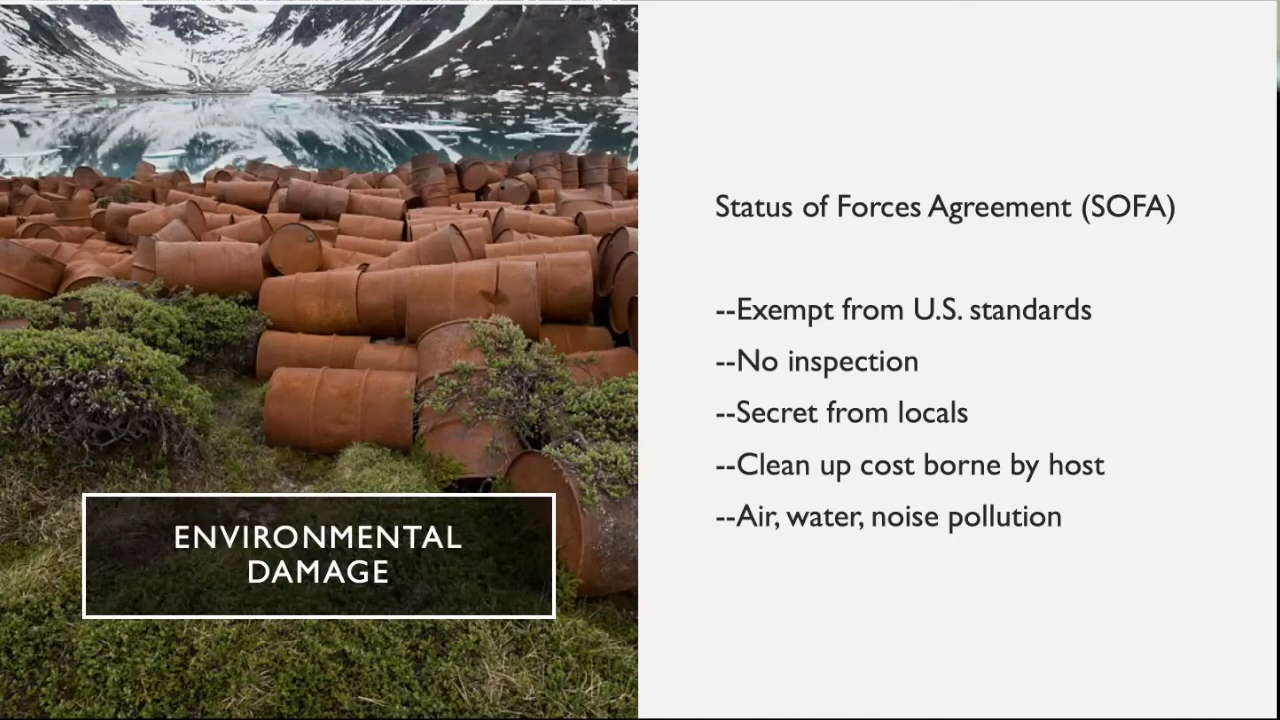 ENVIRONMENTAL
DAMAGE
Status of Forces Agreement (SOFA)
--Exempt from U.S. standards
--No inspection
--Secret from locals
--Clean up cost borne by host
--Air, water, noise pollution